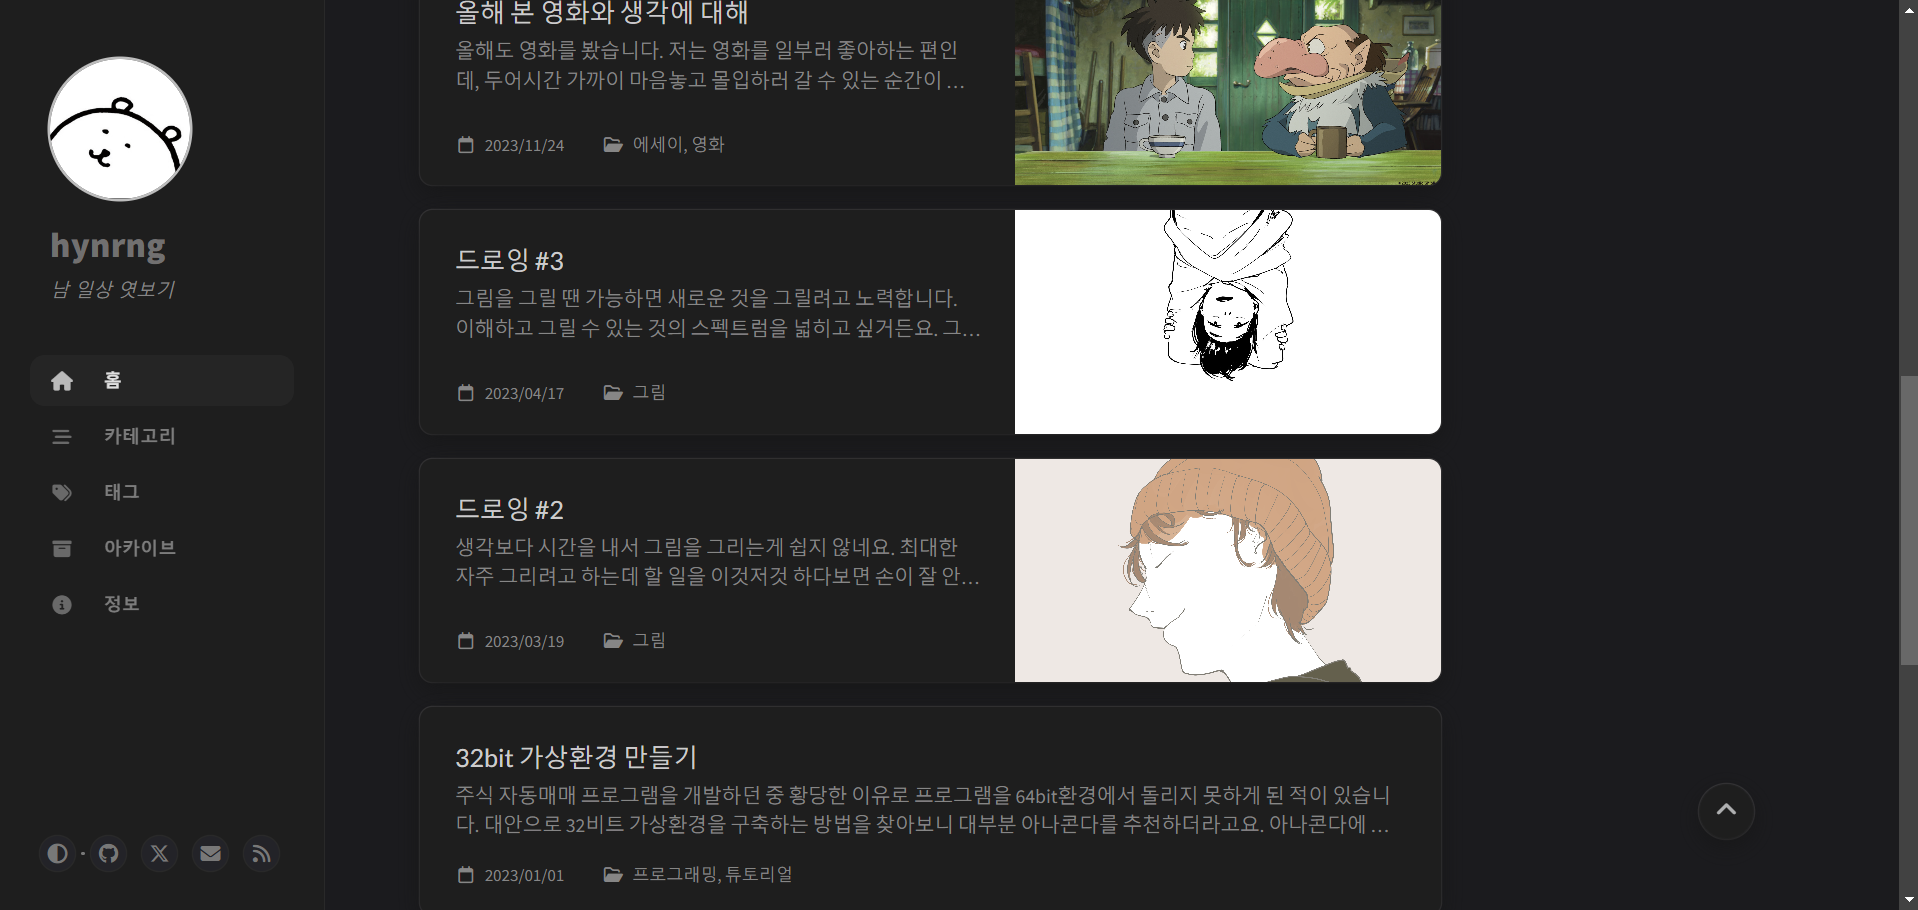 hynrng
남 일상 엿보기
홈
카테고리
태그
아카이브
정보
올해 본 영화와 생각에 대해
올해도 영화를 봤습니다. 저는 영화를 일부러 좋아하는 편인
데, 두어시간 가까이 마음놓고 몰입하러 갈 수 있는 순간이 …
2023/11/24 에세이, 영화
드로잉 #3
그림을 그릴 땐 가능하면 새로운 것을 그릴려고 노력합니다.
이해하고 그릴 수 있는 것의 스펙트럼을 넓히고 싶거든요. 그…
2023/04/17 그림
드로잉 #2
생각보다 시간을 내서 그림을 그리는게 쉽지 않네요. 최대한
자주 그리려고 하는데 할 일을 이것저것 하다보면 손이 잘 안…
2023/03/19 그림
32bit 가상환경 만들기
주식 자동매매 프로그램을 개발하던 중 황당한 이유로 프로그램을 64bit환경에서 돌리지 못하게 된 적이 있습니
다. 대안으로 32비트 가상환경을 구축하는 방법을 찾아보니 대부분 아나콘다를 추천하더라고요. 아나콘다에 …
2023/01/01 프로그래밍, 튜토리얼